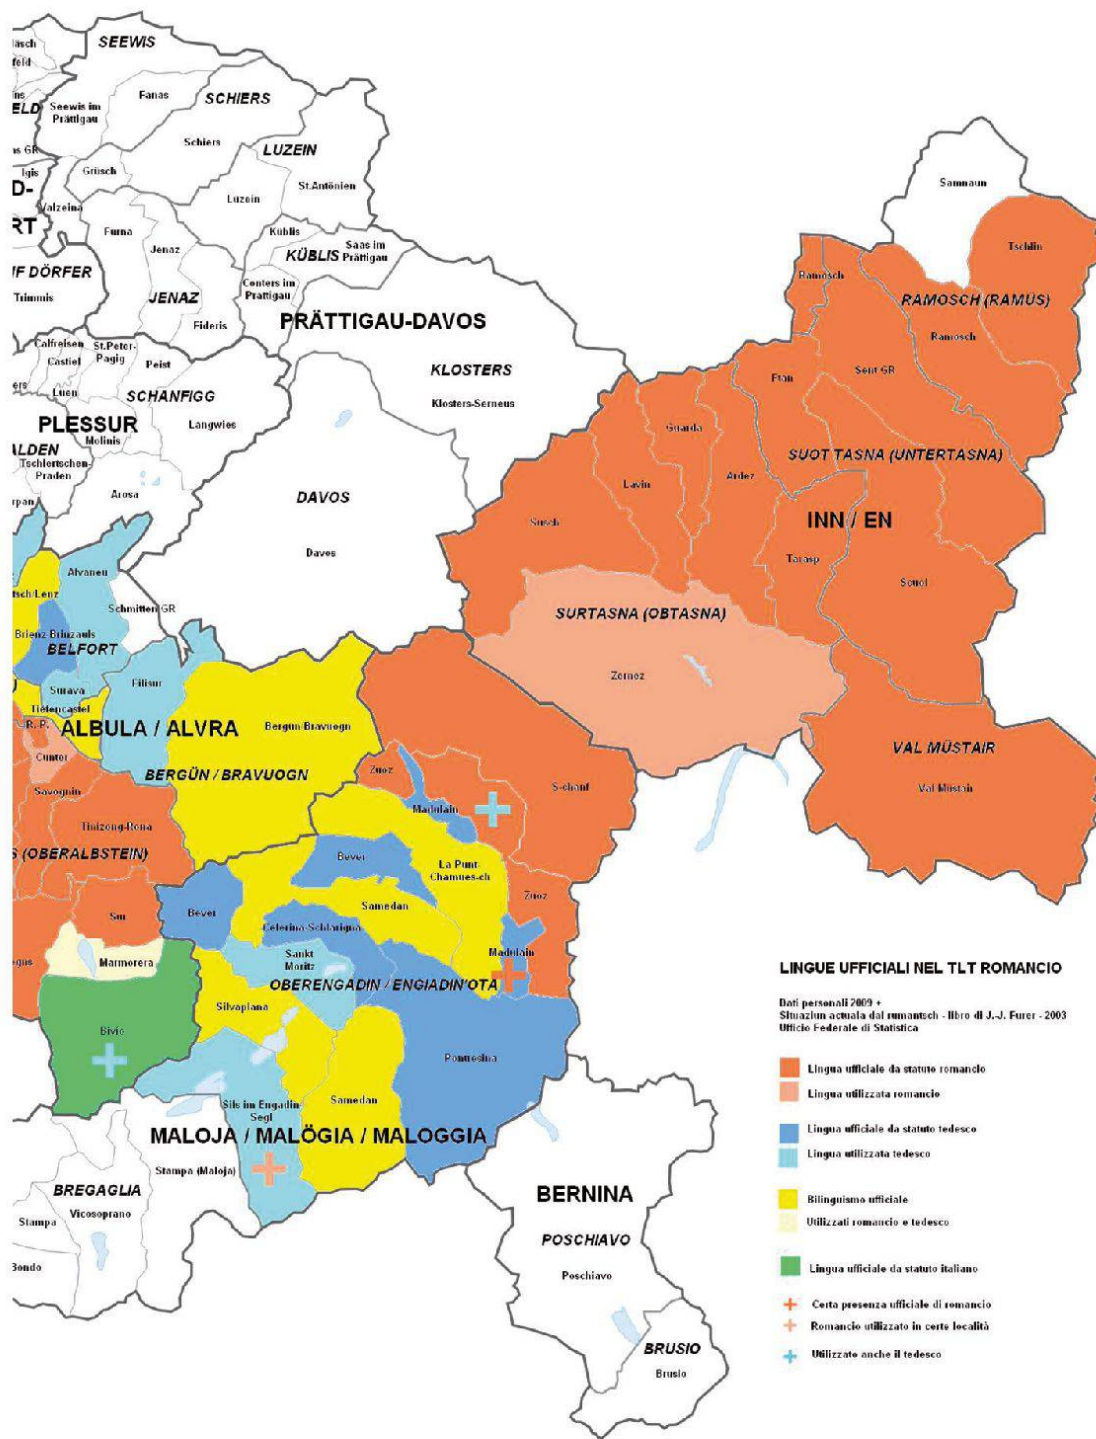 SEEWIS
Fanas
Seewis im
Prättigau
SCHIERS
Schiers
LUZEIN
Igis
Grüsch
Luzein
St.Antönien
Valzeina
Furna
Jenaz
Küblis
KÜBLIS
Saas im
Prättigau
Conters im
Prättigau
JENAZ
Fideris
Trimmis
PRÄTTIGAU-DAVOS
KLOSTERS
Klosters-Serneus
Calfreisen
Castiel
Lüen
St.Peter-
Pagig
Peist
SCHANFIGG
Langwies
PLESSUR
Molinis
Tschiertschen-
Praden
Arosa
DAVOS
Davos
Samnaun
Tschlin
Ramosch
RAMOSCH (RAMÜS)
Ramosch
Sent GR
Ftan
SUOT TASNA (UNTERTASNA)
Guarda
Ardez
Lavin
Susch
INN / EN
Tarasp
Scuol
SURTASNA (OBTASNA)
Zernez
VAL MÜSTAIR
Val Müstair
Alvaneu
Schmitten GR
Brienz-Brinzauls
BELFORT
Surava
Filisur
Tiefencastel
ALBULA / ALVRA
Bergün/Bravuogn
BERGÜN / BRAVUOGN
R.-P.
Cunter
Savognin
Tinizong-Rona
S (OBERALBSTEIN)
Sur
Marmorera
Bivio
Zuoz
S-chanf
Madulain
Bever
La Punt-
Chamues-ch
Zuoz
Bever
Samedan
Celerina-Schlarigna
Sankt
Moritz
Madulain
OBERENGADIN / ENGIADIN'OTA
Silvaplana
Pontresina
Sils im Engadin-
Segl
Samedan
MALOJA / MALÖGIA / MALOGGIA
Stampa (Maloja)
BREGAGLIA
Vicosoprano
Stampa
Bondo
BERNINA
POSCHIAVO
Poschiavo
BRUSIO
Brusio
LINGUE UFFICIALI NEL TLT ROMANCIO
Dati personali 2009 +
Situaziun actuala dal rumantsch - libro di J.-J. Furer - 2003
Ufficio Federale di Statistica
Lingua ufficiale da statuto romancio
Lingua utilizzata romancio
Lingua ufficiale da statuto tedesco
Lingua utilizzata tedesco
Bilinguismo ufficiale
Utilizzati romancio e tedesco
Lingua ufficiale da statuto italiano
Certa presenza ufficiale di romancio
Romancio utilizzato in certe località
Utilizzato anche il tedesco